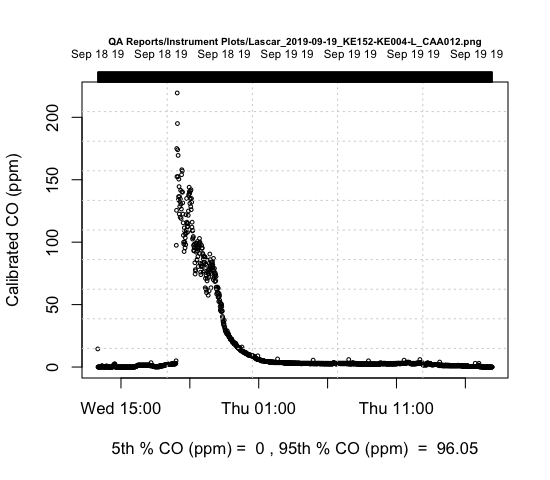 QA Reports/Instrument Plots/Lascar_2019-09-19_KE152-KE004-L_CAA012.png
Sep 18 19 Sep 18 19 Sep 18 19 Sep 19 19 Sep 19 19 Sep 19 19 Sep 19 19
200
150
100
50
0
Calibrated CO (ppm)
Wed 15:00 Thu 01:00 Thu 11:00
5th % CO (ppm) = 0 , 95th % CO (ppm) = 96.05